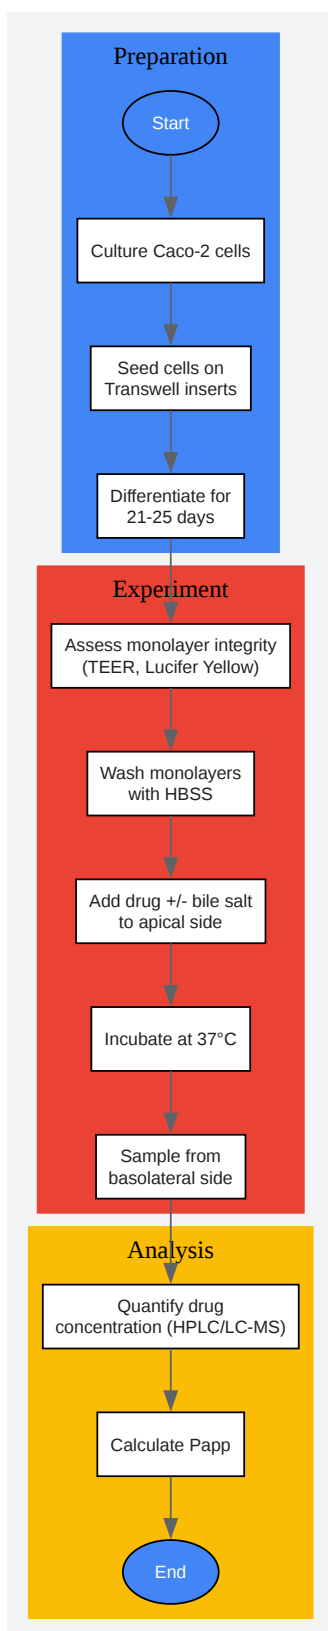 Preparation
Start
Culture Caco-2 cells
Seed cells on
Transwell inserts
Differentiate for
21-25 days
Experiment
Assess monolayer integrity
(TEER, Lucifer Yellow)
Wash monolayers
with HBSS
Add drug +/- bile salt
to apical side
Incubate at 37°C
Sample from
basolateral side
Analysis
Quantify drug
concentration (HPLC/LC-MS)
Calculate Papp
End